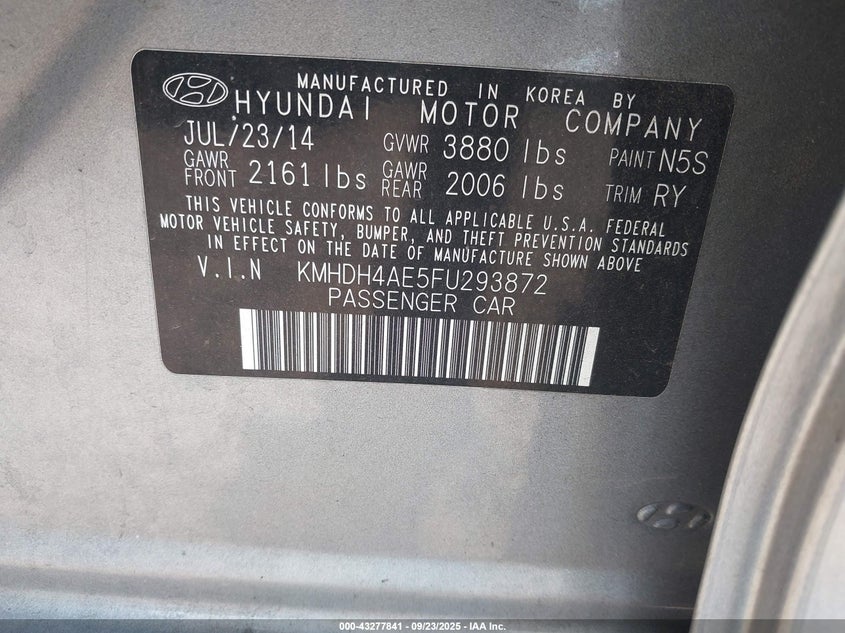 MANUFACTURED IN KOREA BY
HYUNDAI MOTOR COMPANY
JUL/23/14 GVWR 3880 lbs PAINT N5S
GAWR FRONT 2161 lbs GAWR REAR 2006 lbs TRIM RY
THIS VEHICLE CONFORMS TO ALL APPLICABLE U.S.A. FEDERAL
MOTOR VEHICLE SAFETY, BUMPER, AND THEFT PREVENTION STANDARDS
IN EFFECT ON THE DATE OF MANUFACTURE SHOWN ABOVE
V.I.N KMHDH4AE5FU293872
PASSENGER CAR
000-43277841 - 09/23/2025 - IAA Inc.